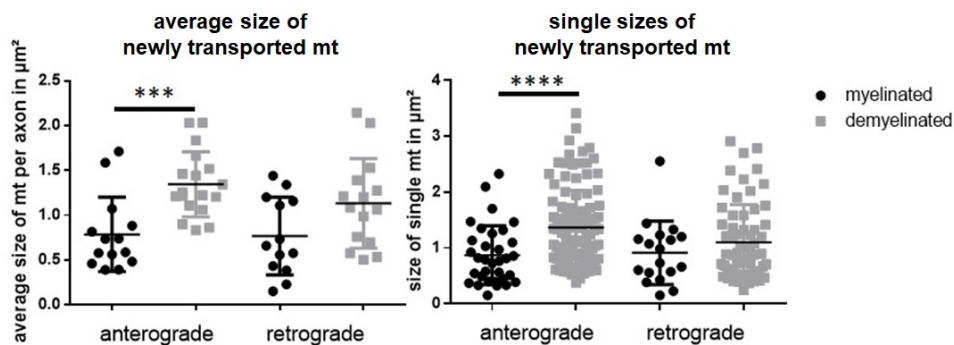 average size of
newly transported mt
average size of mt per axon in µm²
2.5
2.0
1.5
1.0
0.5
0.0
***
anterograde
retrograde
single sizes of
newly transported mt
size of single mt in µm²
4
3
2
1
0
****
anterograde
retrograde
myelinated
demyelinated